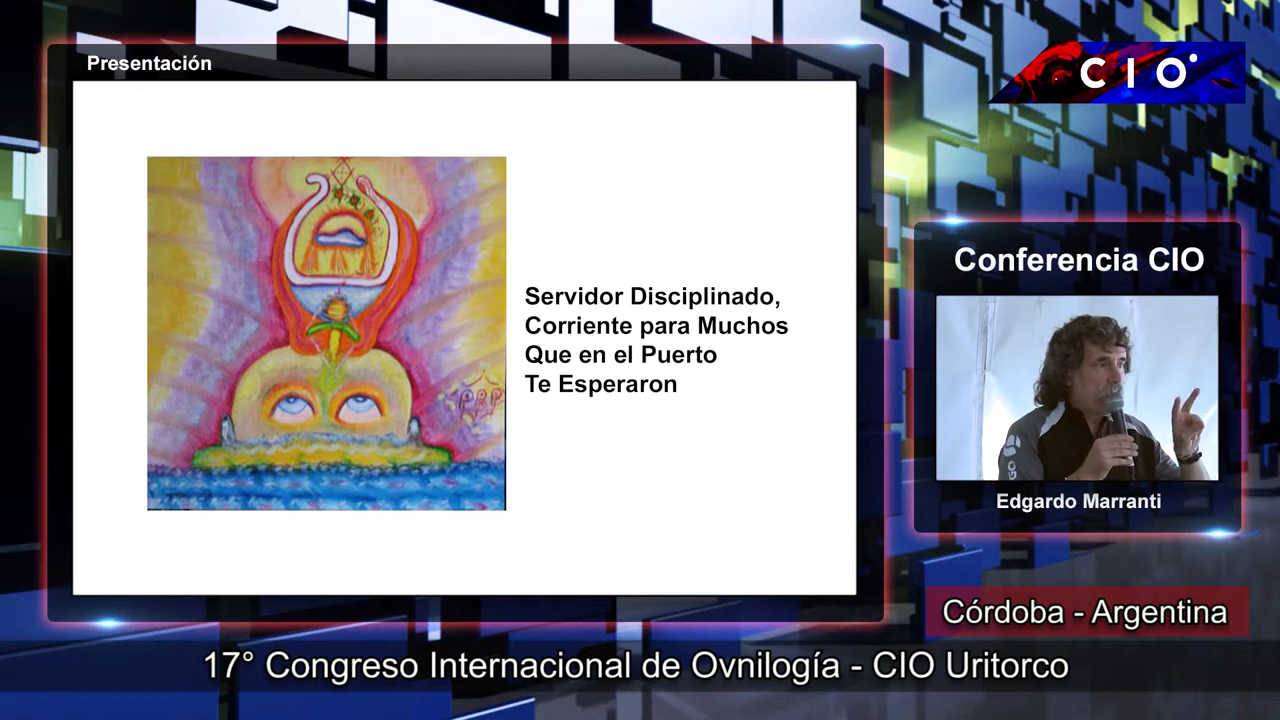 Presentación
CIO
Servidor Disciplinado,
Corriente para Muchos
Que en el Puerto
Te Esperaron
PRP
Conferencia CIO
Edgardo Marranti
Córdoba - Argentina
17° Congreso Internacional de Ovnilogía - CIO Uritorco